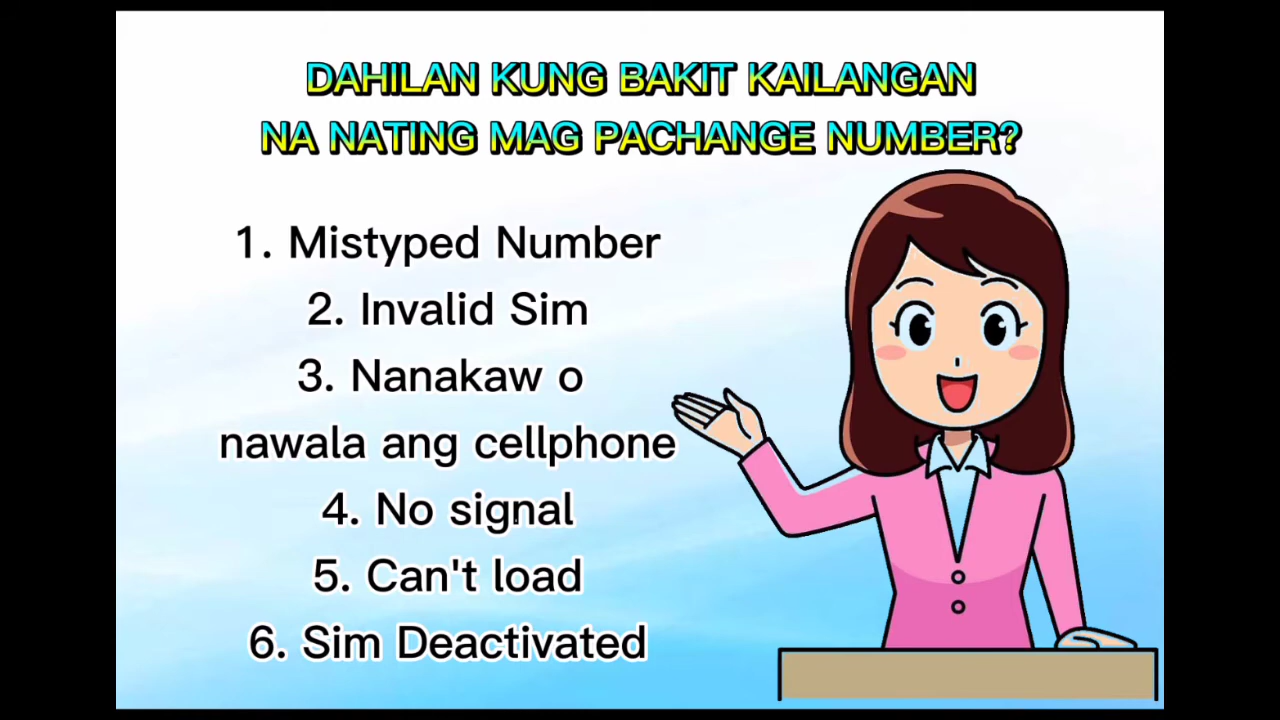 DAHILAN KUNG BAKIT KAILANGAN
NA NATING MAG PACHANGE NUMBER?
1. Mistyped Number
2. Invalid Sim
3. Nanakaw o
nawala ang cellphone
4. No signal
5. Can't load
6. Sim Deactivated